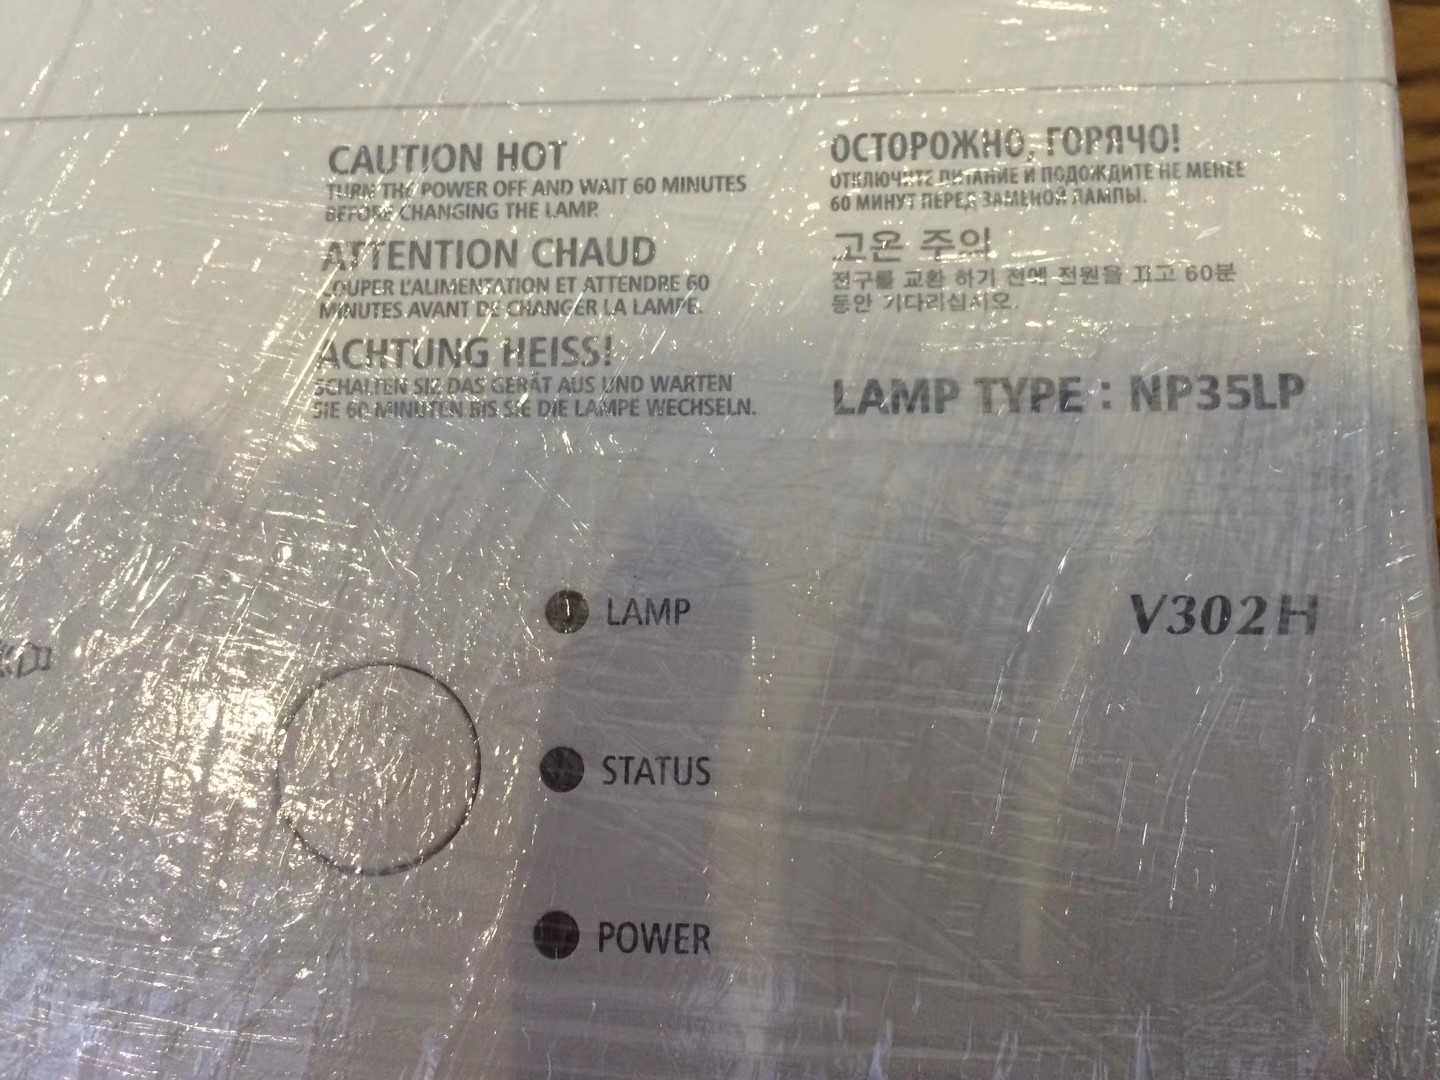 CAUTION HOT
TURN THE POWER OFF AND WAIT 60 MINUTES
BEFORE CHANGING THE LAMP.
ATTENTION CHAUD
COUPER L'ALIMENTATION ET ATTENDRE 60
MINUTES AVANT DE CHANGER LA LAMPE.
ACHTUNG HEISS!
SCHALTEN SIE DAS GERÄT AUS UND WARTEN
SIE 60 MINUTEN BIS SIE DIE LAMPE WECHSELN.
ОСТОРОЖНО, ГОРЯЧО!
ОТКЛЮЧИТЕ ПИТАНИЕ И ПОДОЖДИТЕ НЕ МЕНЕЕ
60 МИНУТ ПЕРЕД ЗАМЕНОЙ ЛАМПЫ.
고온 주의
전구를 교환 하기 전에 전원을 끄고 60분
동안 기다리십시오.
LAMP TYPE : NP35LP
LAMP
V302H
STATUS
POWER